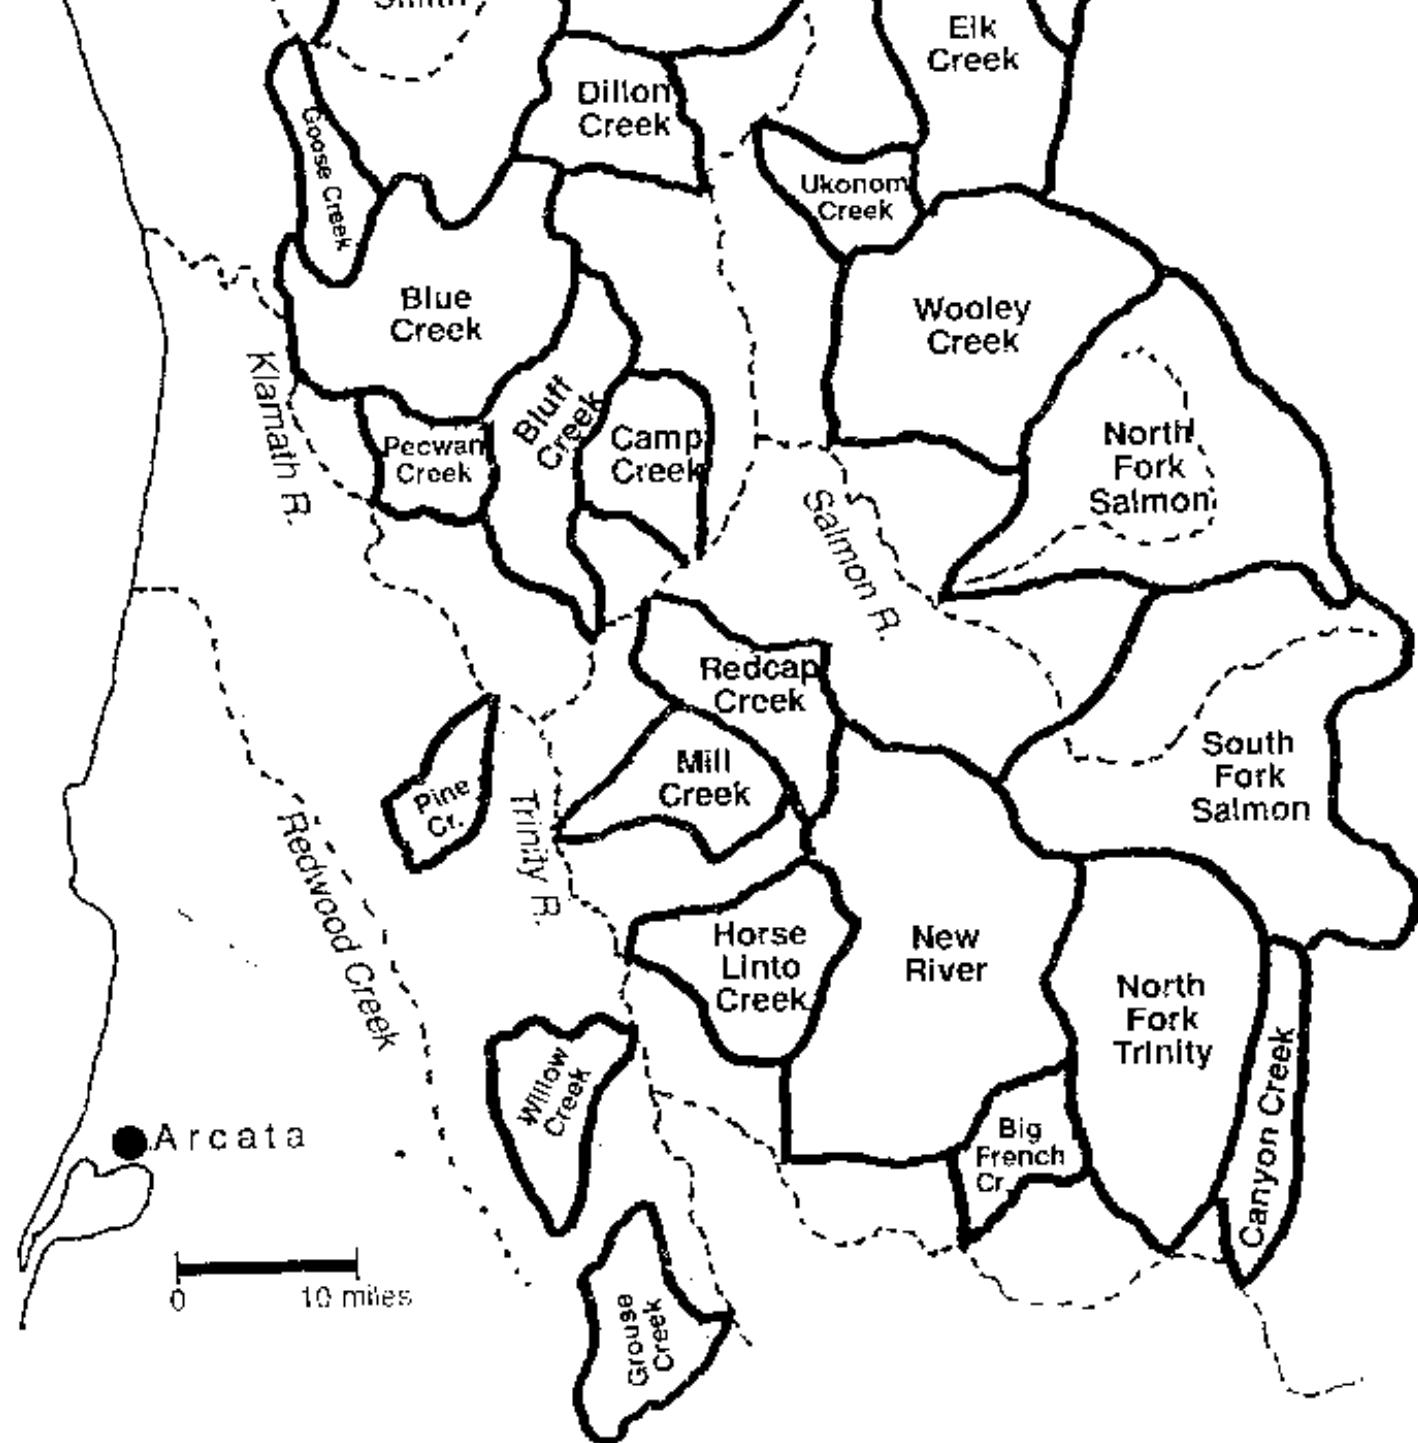 Smith
Elk
Creek
Dillon
Creek
Goose Creek
Ukonom
Creek
Blue
Creek
Wooley
Creek
Klamath R.
Bluff
Creek
Pecwan
Creek
Camp
Creek
North
Fork
Salmon
Salmon R.
Redcap
Creek
Mill
Creek
South
Fork
Salmon
Pine
Cr.
Trinity R.
Redwood Creek
Horse
Linto
Creek
New
River
North
Fork
Trinity
Willow
Creek
Big
French
Cr.
Canyon Creek
Arcata
0 10 miles
Grouse
Creek